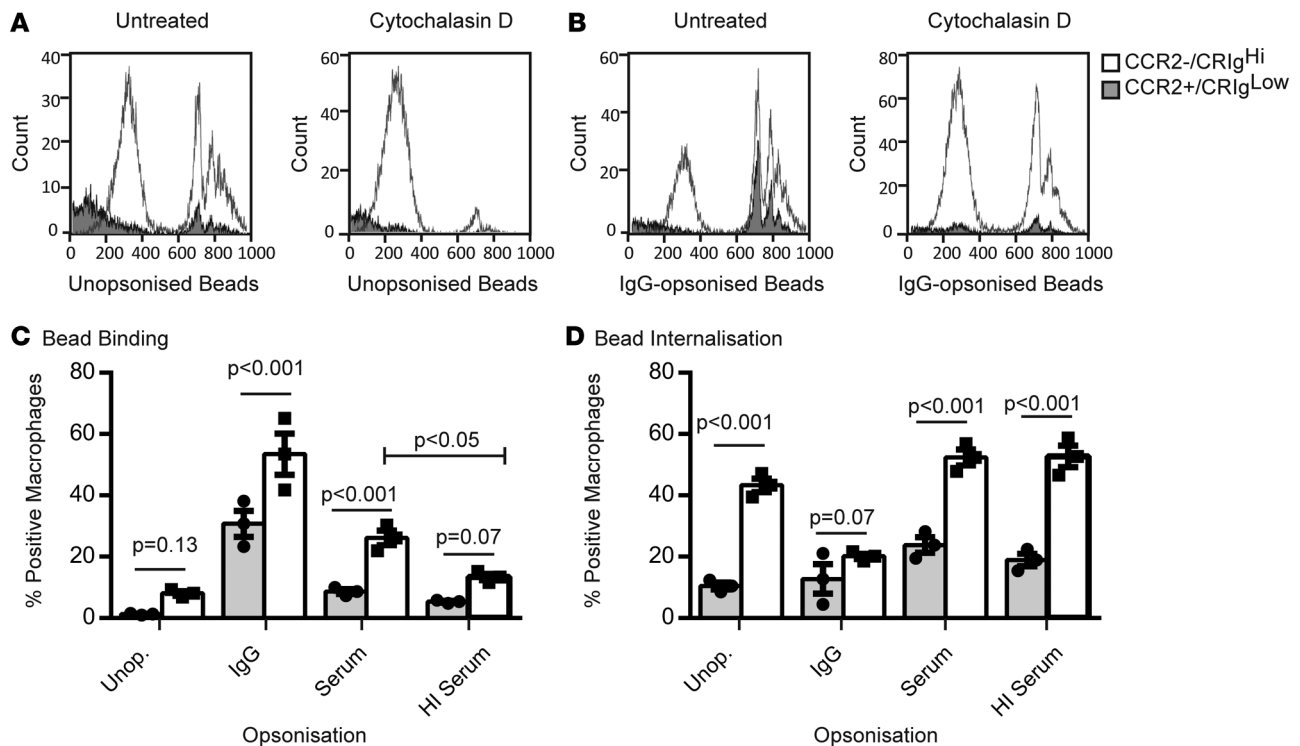 A
Untreated
Cytochalasin D
B
Untreated
Cytochalasin D
CCR2-/CRIgHi
CCR2+/CRIgLow
Count
40
30
20
10
0
0 200 400 600 800 1000
Unopsonised Beads
Count
60
40
20
0
0 200 400 600 800 1000
Unopsonised Beads
Count
60
40
20
0
0 200 400 600 800 1000
IgG-opsonised Beads
Count
80
60
40
20
0
0 200 400 600 800 1000
IgG-opsonised Beads
C Bead Binding
% Positive Macrophages
80
60
40
20
0
p=0.13
p<0.001
p<0.001
p<0.05
p=0.07
Unop.
IgG
Serum
HI Serum
Opsonisation
D Bead Internalisation
% Positive Macrophages
80
60
40
20
0
p<0.001
p=0.07
p<0.001
p<0.001
Unop.
IgG
Serum
HI Serum
Opsonisation